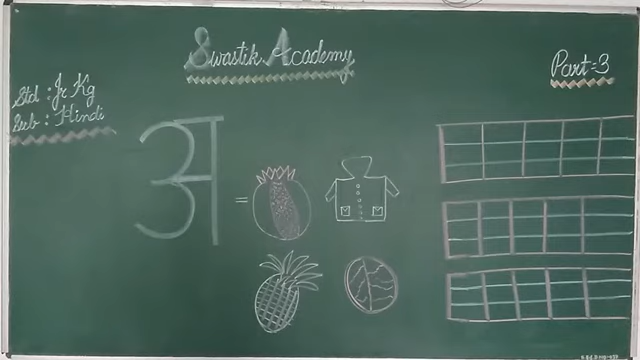 Swastik Academy
Part-3
Std : Jr Kg
Sub : Hindi
अ =